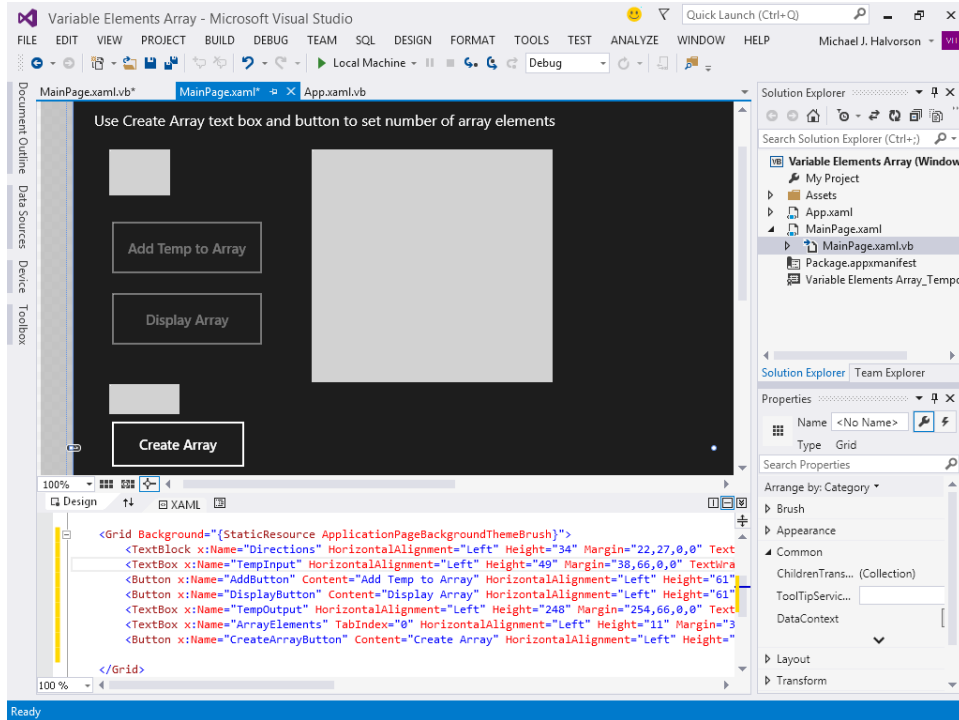 Variable Elements Array - Microsoft Visual Studio
Quick Launch (Ctrl+Q)
FILE EDIT VIEW PROJECT BUILD DEBUG TEAM SQL DESIGN FORMAT TOOLS TEST ANALYZE WINDOW HELP
Michael J. Halvorson
Local Machine
Debug
Document Outline
Data Sources
Device
Toolbox
MainPage.xaml.vb*
MainPage.xaml*
App.xaml.vb
Use Create Array text box and button to set number of array elements
Add Temp to Array
Display Array
Create Array
100%
Design
XAML
<Grid Background="{StaticResource ApplicationPageBackgroundThemeBrush}">
<TextBlock x:Name="Directions" HorizontalAlignment="Left" Height="34" Margin="22,27,0,0" Text
<TextBox x:Name="TempInput" HorizontalAlignment="Left" Height="49" Margin="38,66,0,0" TextWra
<Button x:Name="AddButton" Content="Add Temp to Array" HorizontalAlignment="Left" Height="61"
<Button x:Name="DisplayButton" Content="Display Array" HorizontalAlignment="Left" Height="61"
<TextBox x:Name="TempOutput" HorizontalAlignment="Left" Height="248" Margin="254,66,0,0" Text
<TextBox x:Name="ArrayElements" TabIndex="0" HorizontalAlignment="Left" Height="11" Margin="3
<Button x:Name="CreateArrayButton" Content="Create Array" HorizontalAlignment="Left" Height="
</Grid>
100 %
Solution Explorer
Search Solution Explorer (Ctrl+;)
VB Variable Elements Array (Window
My Project
Assets
App.xaml
MainPage.xaml
MainPage.xaml.vb
Package.appxmanifest
Variable Elements Array_Tempo
Solution Explorer Team Explorer
Properties
Name <No Name>
Type Grid
Search Properties
Arrange by: Category
Brush
Appearance
Common
ChildrenTrans... (Collection)
ToolTipServic...
DataContext
Layout
Transform
Ready